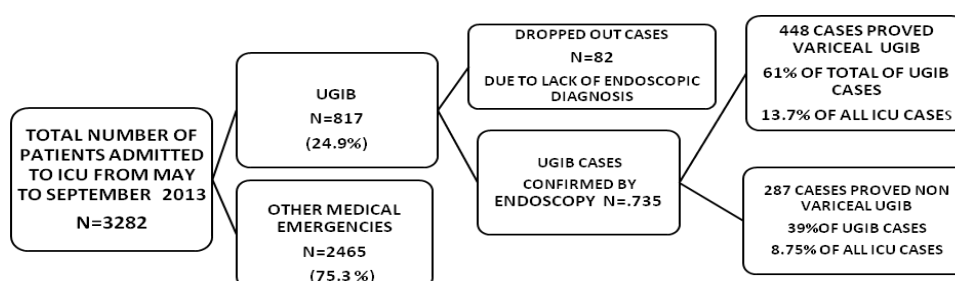 TOTAL NUMBER OF
PATIENTS ADMITTED
TO ICU FROM MAY
TO SEPTEMBER 2013
N=3282
UGIB
N=817
(24.9%)
OTHER MEDICAL
EMERGENCIES
N=2465
(75.3%)
DROPPED OUT CASES
N=82
DUE TO LACK OF ENDOSCOPIC
DIAGNOSIS
UGIB CASES
CONFIRMED BY
ENDOSCOPY N=.735
448 CASES PROVED
VARICEAL UGIB
61% OF TOTAL OF UGIB
CASES
13.7% OF ALL ICU CASES
287 CAESES PROVED NON
VARICEAL UGIB
39%OF UGIB CASES
8.75% OF ALL ICU CASES